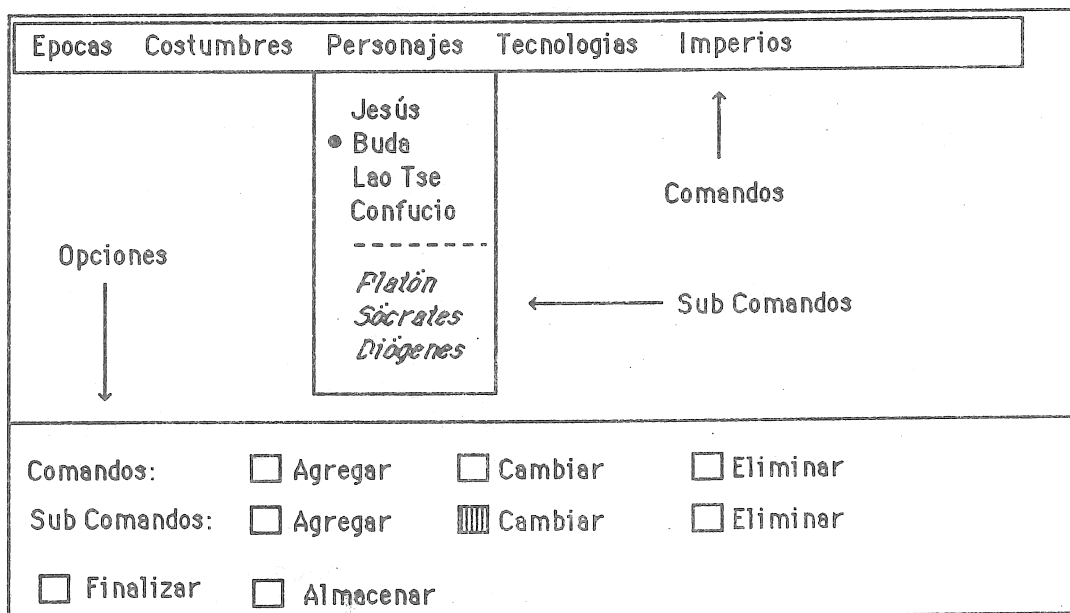 Epocas Costumbres Personajes Tecnologias Imperios
Jesús
Buda
Lao Tse
Confucio
Comandos
Opciones
Platón
Sócrates
Diógenes
Sub Comandos
Comandos: Agregar Cambiar Eliminar
Sub Comandos: Agregar Cambiar Eliminar
Finalizar Almacenar